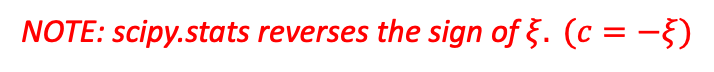 NOTE: scipy.stats reverses the sign of ξ. (c = −ξ)